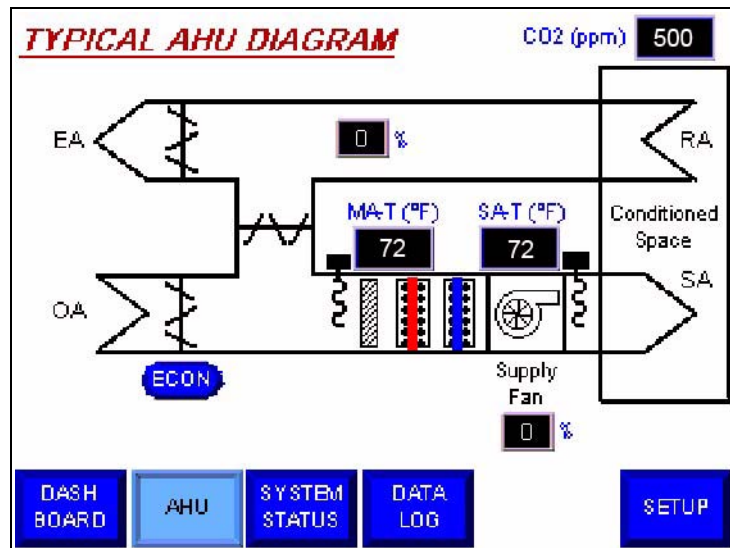 TYPICAL AHU DIAGRAM
CO2 (ppm) 500
EA
0 %
RA
MA-T (°F)
SA-T (°F)
72
72
Conditioned
Space
OA
SA
ECON
Supply
Fan
0 %
DASH
BOARD
AHU
SYSTEM
STATUS
DATA
LOG
SETUP